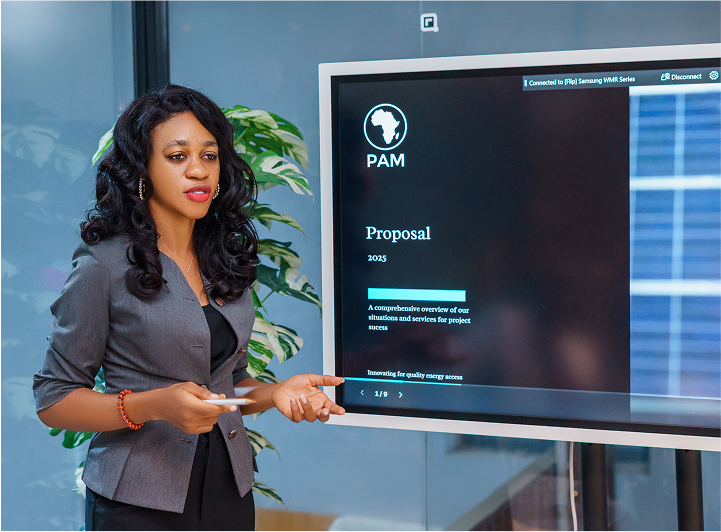 Connected to [Flip] Samsung WMR Series
Disconnect
PAM
Proposal
2025
A comprehensive overview of our
situations and services for project
sucess
Innovating for quality energy access
1/9